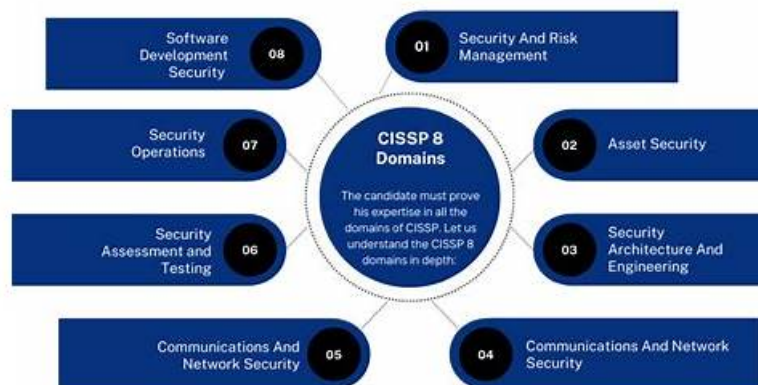 CISSP 8
Domains
The candidate must prove
his expertise in all the
domains of CISSP. Let us
understand the CISSP 8
domains in depth:
01
Security And Risk
Management
02
Asset Security
03
Security
Architecture And
Engineering
04
Communications And Network
Security
05
Communications And
Network Security
06
Security
Assessment and
Testing
07
Security
Operations
08
Software
Development
Security